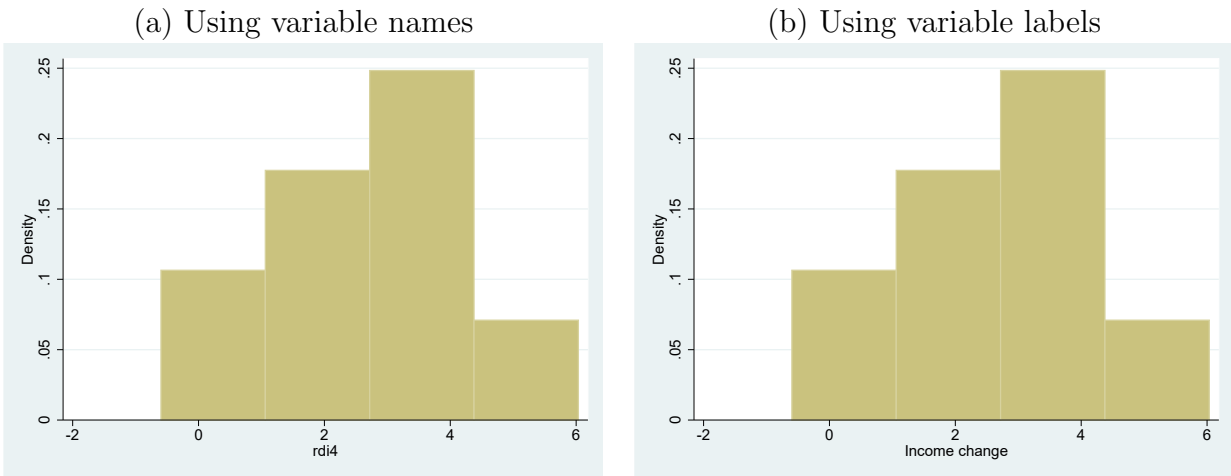 (a) Using variable names
Density
.25
.2
.15
.1
.05
0
-2 0 2 4 6
rdi4
(b) Using variable labels
Density
.25
.2
.15
.1
.05
0
-2 0 2 4 6
Income change